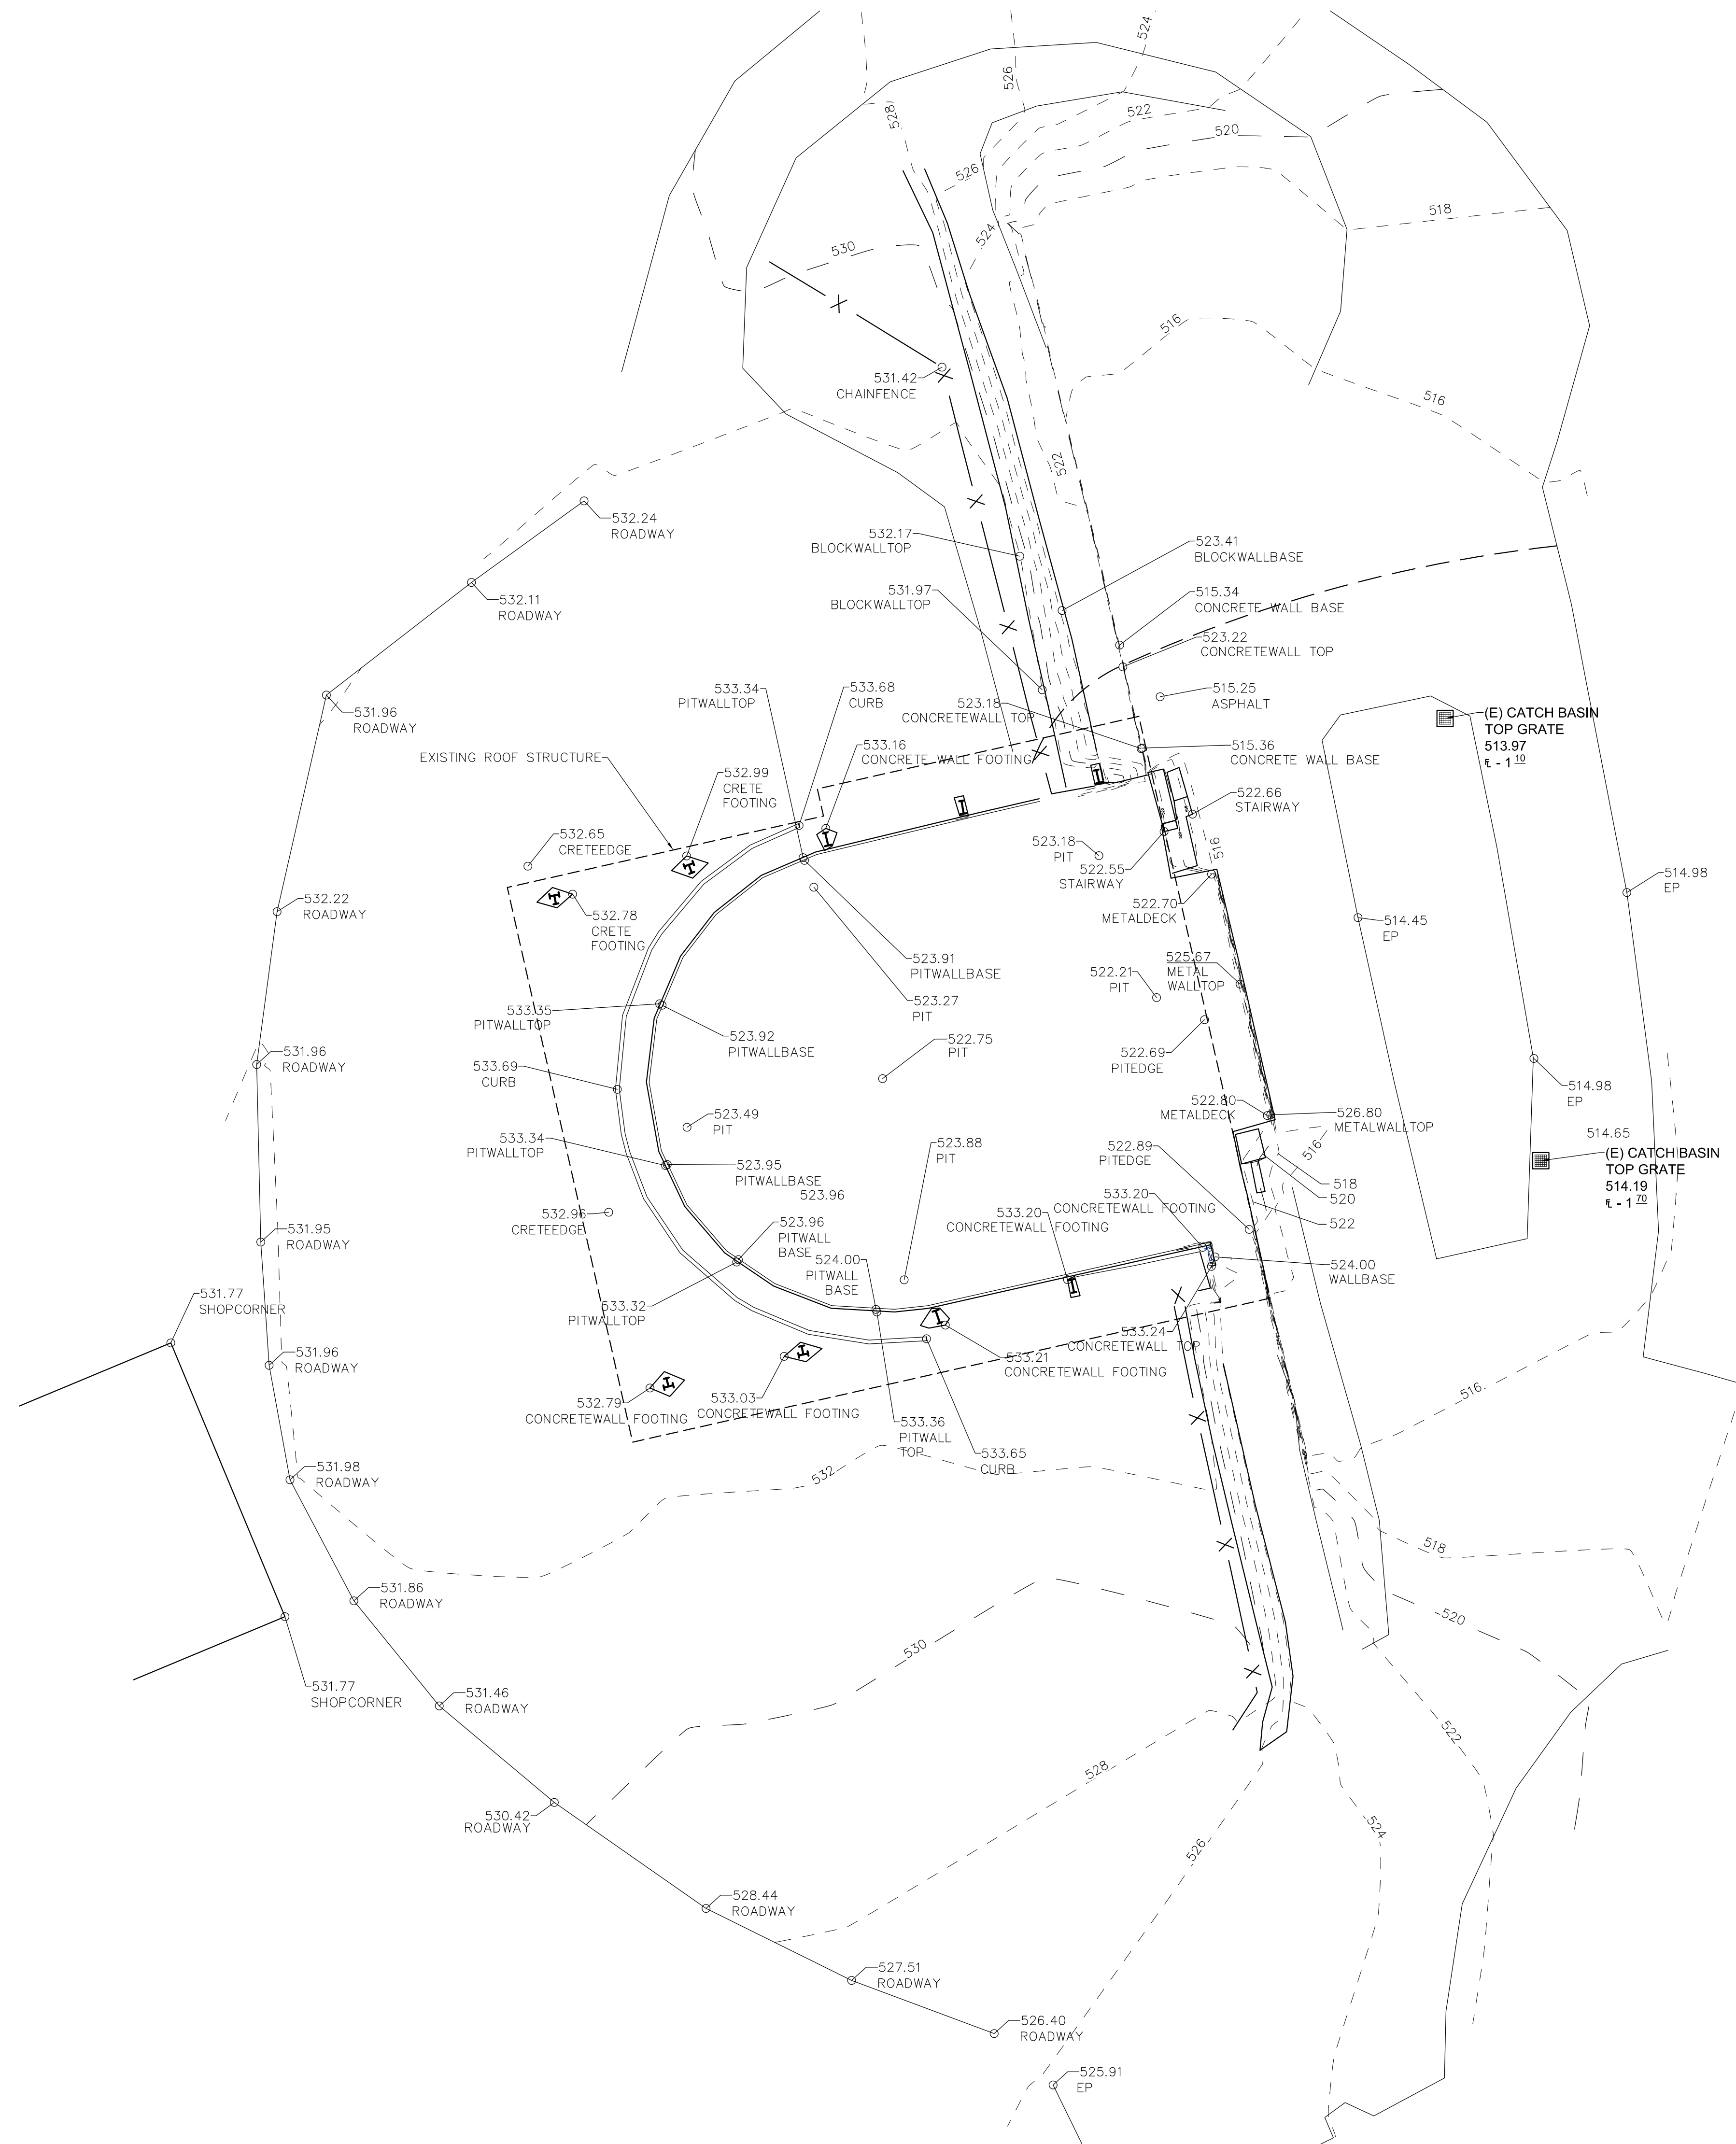 524
526
528
522
520
526
518
524
530
516
531.42
CHAINFENCE
516
522
532.24
ROADWAY
532.17
BLOCKWALLTOP
523.41
BLOCKWALLBASE
532.11
ROADWAY
531.97
BLOCKWALLTOP
515.34
CONCRETE WALL BASE
523.22
CONCRETEWALL TOP
533.34
PITWALLTOP
533.68
CURB
515.25
ASPHALT
523.18
CONCRETEWALL TOP
531.96
ROADWAY
(E) CATCH BASIN
TOP GRATE
513.97
℄ - 1 10
533.16
CONCRETE WALL FOOTING
515.36
CONCRETE WALL BASE
EXISTING ROOF STRUCTURE
532.99
CRETE
FOOTING
522.66
STAIRWAY
532.65
CRETEEDGE
523.18
PIT
516
522.55
STAIRWAY
514.98
EP
532.22
ROADWAY
522.70
METALDECK
532.78
CRETE
FOOTING
514.45
EP
523.91
PITWALLBASE
525.67
METAL
WALLTOP
522.21
PIT
523.27
PIT
533.35
PITWALLTOP
523.92
PITWALLBASE
522.75
PIT
531.96
ROADWAY
522.69
PITEDGE
533.69
CURB
514.98
EP
522.80
METALDECK
526.80
METALWALLTOP
523.49
PIT
533.34
PITWALLTOP
523.88
PIT
522.89
PITEDGE
516
514.65
(E) CATCH BASIN
TOP GRATE
514.19
℄ - 1 70
523.95
PITWALLBASE
523.96
518
520
522
533.20
CONCRETEWALL FOOTING
533.20
CONCRETEWALL FOOTING
532.96
CRETEEDGE
523.96
PITWALL
BASE
531.95
ROADWAY
524.00
PITWALL
BASE
524.00
WALLBASE
531.77
SHOPCORNER
533.32
PITWALLTOP
533.24
CONCRETEWALL TOP
531.96
ROADWAY
533.21
CONCRETEWALL FOOTING
532.79
CONCRETEWALL FOOTING
533.03
CONCRETEWALL FOOTING
516
533.36
PITWALL
TOP
533.65
CURB
531.98
ROADWAY
532
518
531.86
ROADWAY
520
530
531.77
SHOPCORNER
531.46
ROADWAY
522
528
530.42
ROADWAY
524
526
528.44
ROADWAY
527.51
ROADWAY
526.40
ROADWAY
525.91
EP